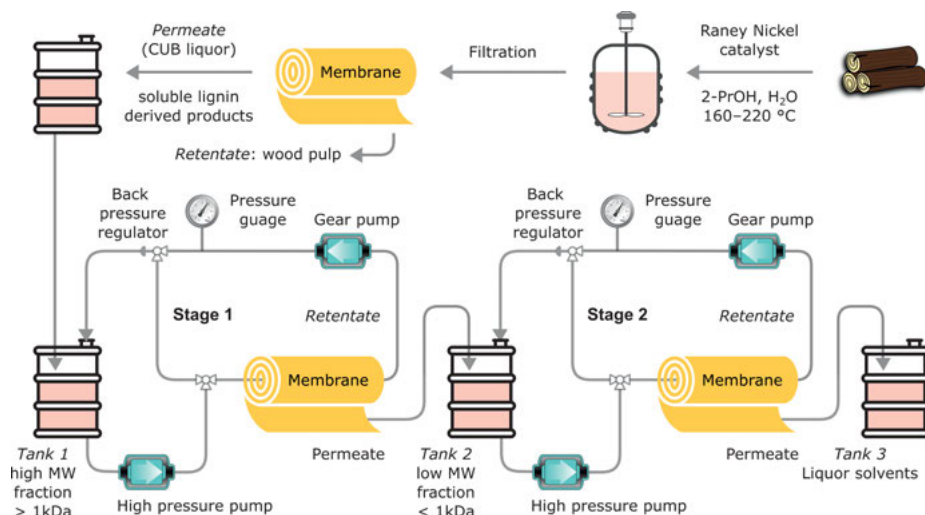 Permeate
(CUB liquor)
soluble lignin
derived products
Membrane
Retentate: wood pulp
Filtration
Raney Nickel
catalyst
2-PrOH, H₂O
160–220 °C
Back
pressure
regulator
Pressure
guage
Gear pump
Stage 1
Retentate
Membrane
Permeate
High pressure pump
Tank 1
high MW
fraction
> 1kDa
Back
pressure
regulator
Pressure
guage
Gear pump
Stage 2
Retentate
Membrane
Permeate
High pressure pump
Tank 2
low MW
fraction
< 1kDa
Tank 3
Liquor solvents